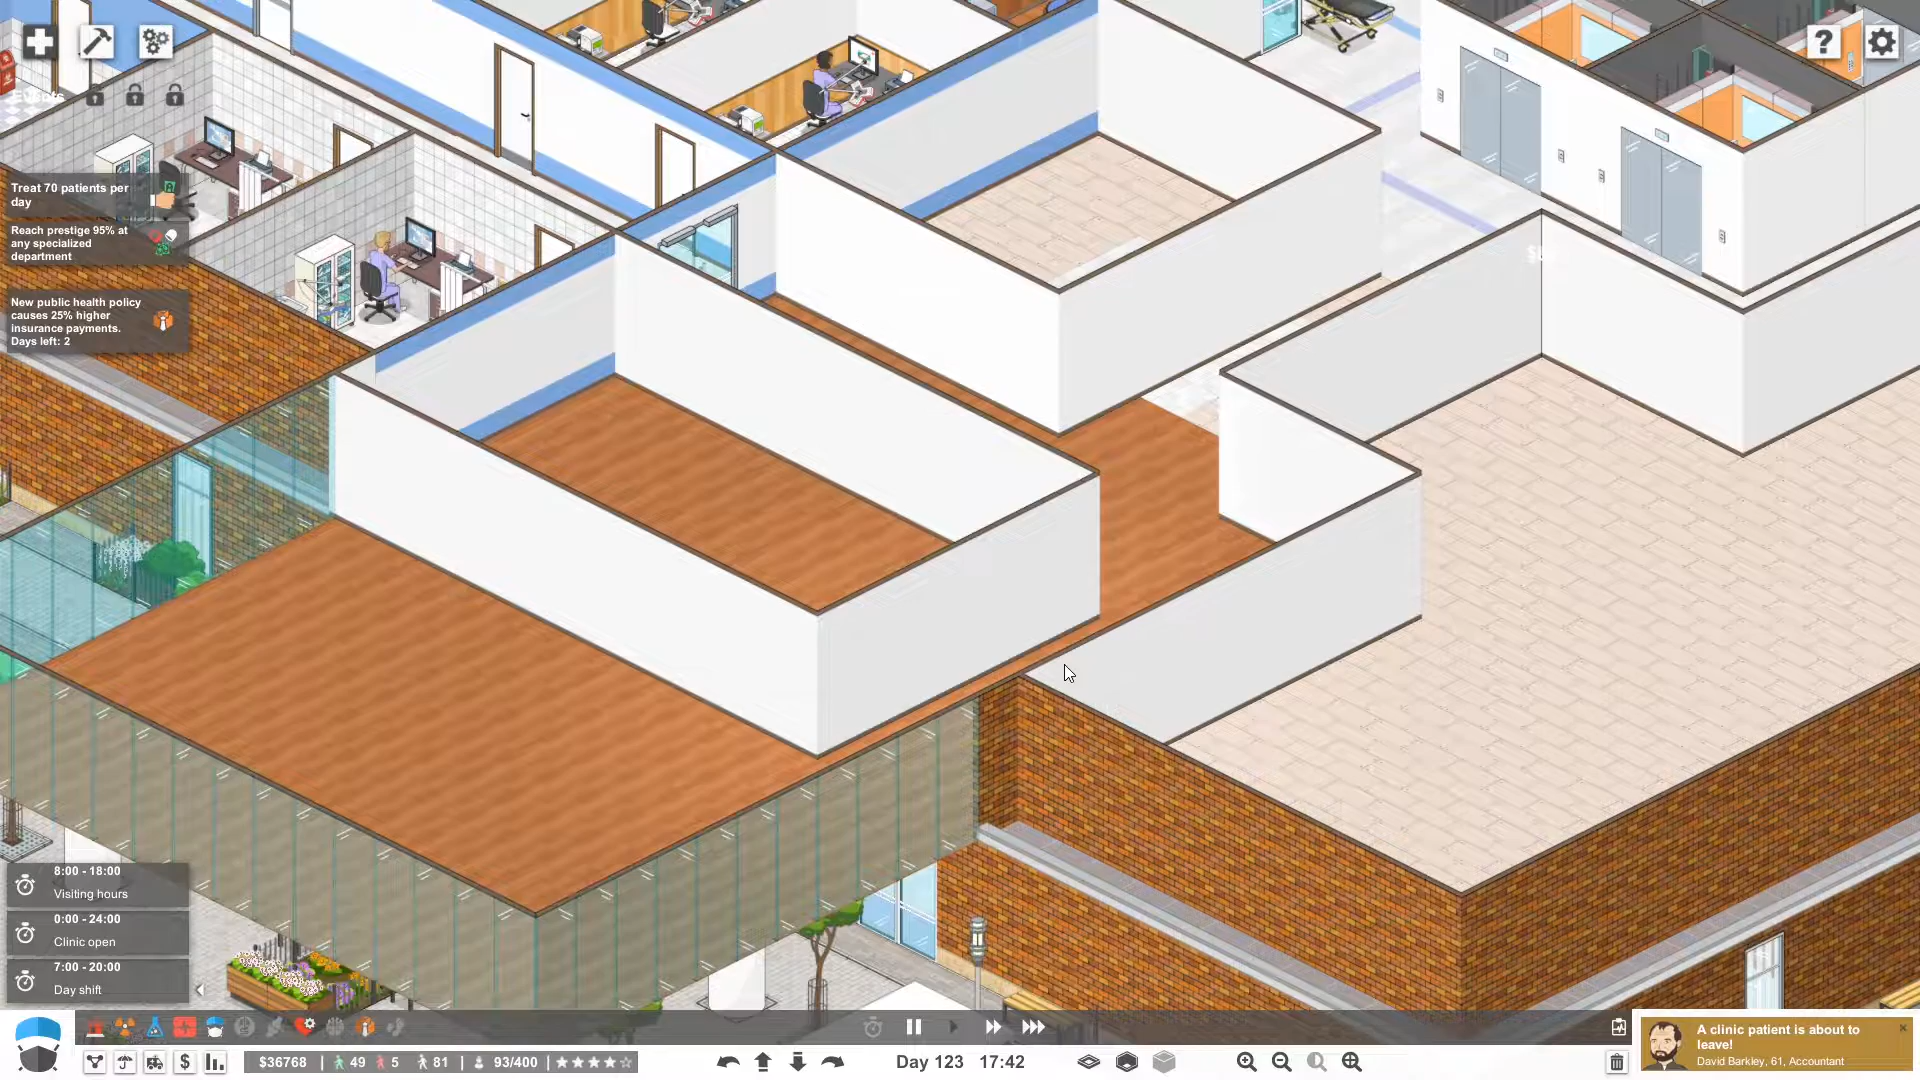 ?
Treat 70 patients per
day
Reach prestige 95% at
any specialized
department
New public health policy
causes 25% higher
insurance payments.
Days left: 2
8:00 - 18:00
Visiting hours
0:00 - 24:00
Clinic open
7:00 - 20:00
Day shift
$36768 | 49 5 | 81 | 93/400 |
Day 123 17:42
A clinic patient is about to
leave!
David Barkley, 61, Accountant